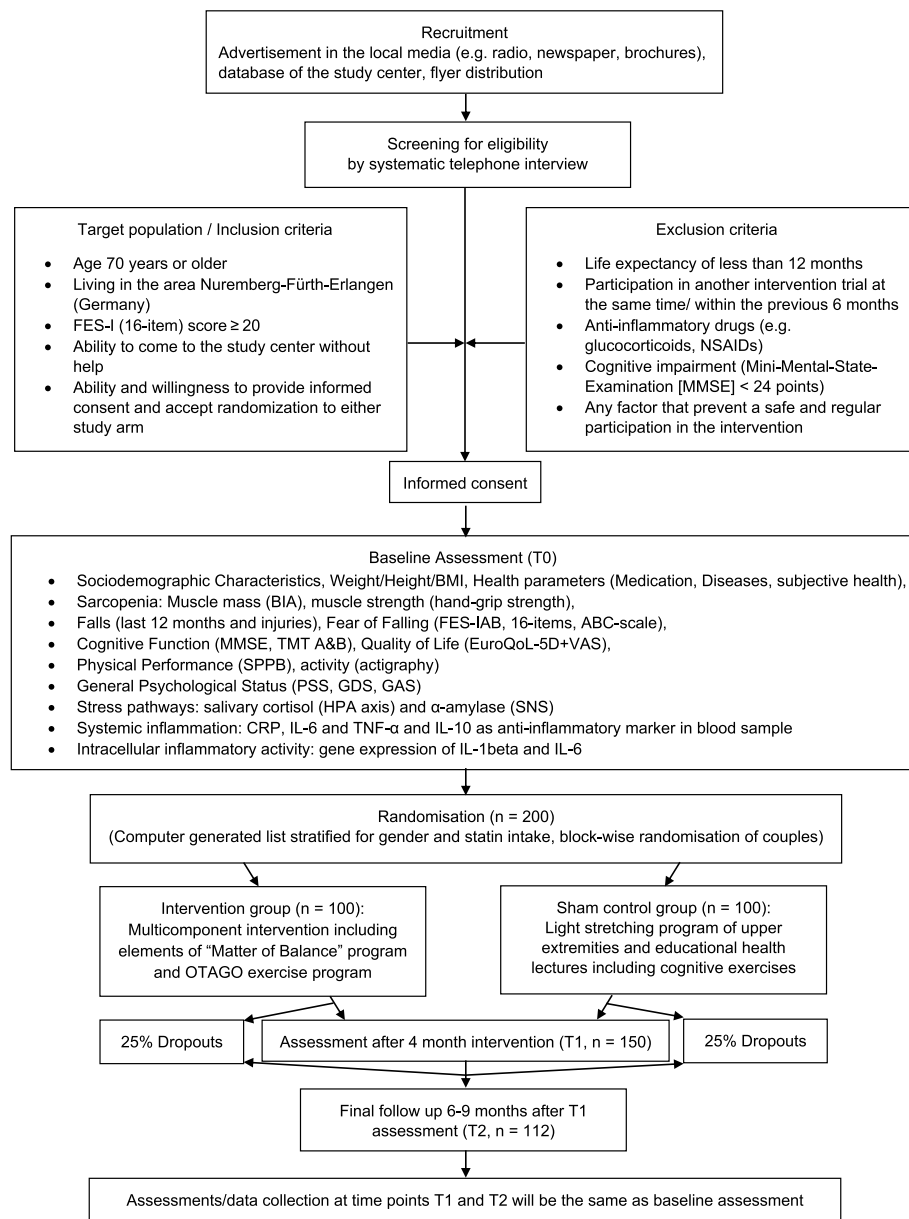 Recruitment
Advertisement in the local media (e.g. radio, newspaper, brochures),
database of the study center, flyer distribution
Screening for eligibility
by systematic telephone interview
Target population / Inclusion criteria
• Age 70 years or older
• Living in the area Nuremberg-Fürth-Erlangen
(Germany)
• FES-I (16-item) score ≥ 20
• Ability to come to the study center without
help
• Ability and willingness to provide informed
consent and accept randomization to either
study arm
Exclusion criteria
• Life expectancy of less than 12 months
• Participation in another intervention trial at
the same time/ within the previous 6 months
• Anti-inflammatory drugs (e.g.
glucocorticoids, NSAIDs)
• Cognitive impairment (Mini-Mental-State-
Examination [MMSE] < 24 points)
• Any factor that prevent a safe and regular
participation in the intervention
Informed consent
Baseline Assessment (T0)
• Sociodemographic Characteristics, Weight/Height/BMI, Health parameters (Medication, Diseases, subjective health),
• Sarcopenia: Muscle mass (BIA), muscle strength (hand-grip strength),
• Falls (last 12 months and injuries), Fear of Falling (FES-IAB, 16-items, ABC-scale),
• Cognitive Function (MMSE, TMT A&B), Quality of Life (EuroQoL-5D+VAS),
• Physical Performance (SPPB), activity (actigraphy)
• General Psychological Status (PSS, GDS, GAS)
• Stress pathways: salivary cortisol (HPA axis) and α-amylase (SNS)
• Systemic inflammation: CRP, IL-6 and TNF-α and IL-10 as anti-inflammatory marker in blood sample
• Intracellular inflammatory activity: gene expression of IL-1beta and IL-6
Randomisation (n = 200)
(Computer generated list stratified for gender and statin intake, block-wise randomisation of couples)
Intervention group (n = 100):
Multicomponent intervention including
elements of “Matter of Balance” program
and OTAGO exercise program
Sham control group (n = 100):
Light stretching program of upper
extremities and educational health
lectures including cognitive exercises
25% Dropouts
Assessment after 4 month intervention (T1, n = 150)
25% Dropouts
Final follow up 6-9 months after T1
assessment (T2, n = 112)
Assessments/data collection at time points T1 and T2 will be the same as baseline assessment